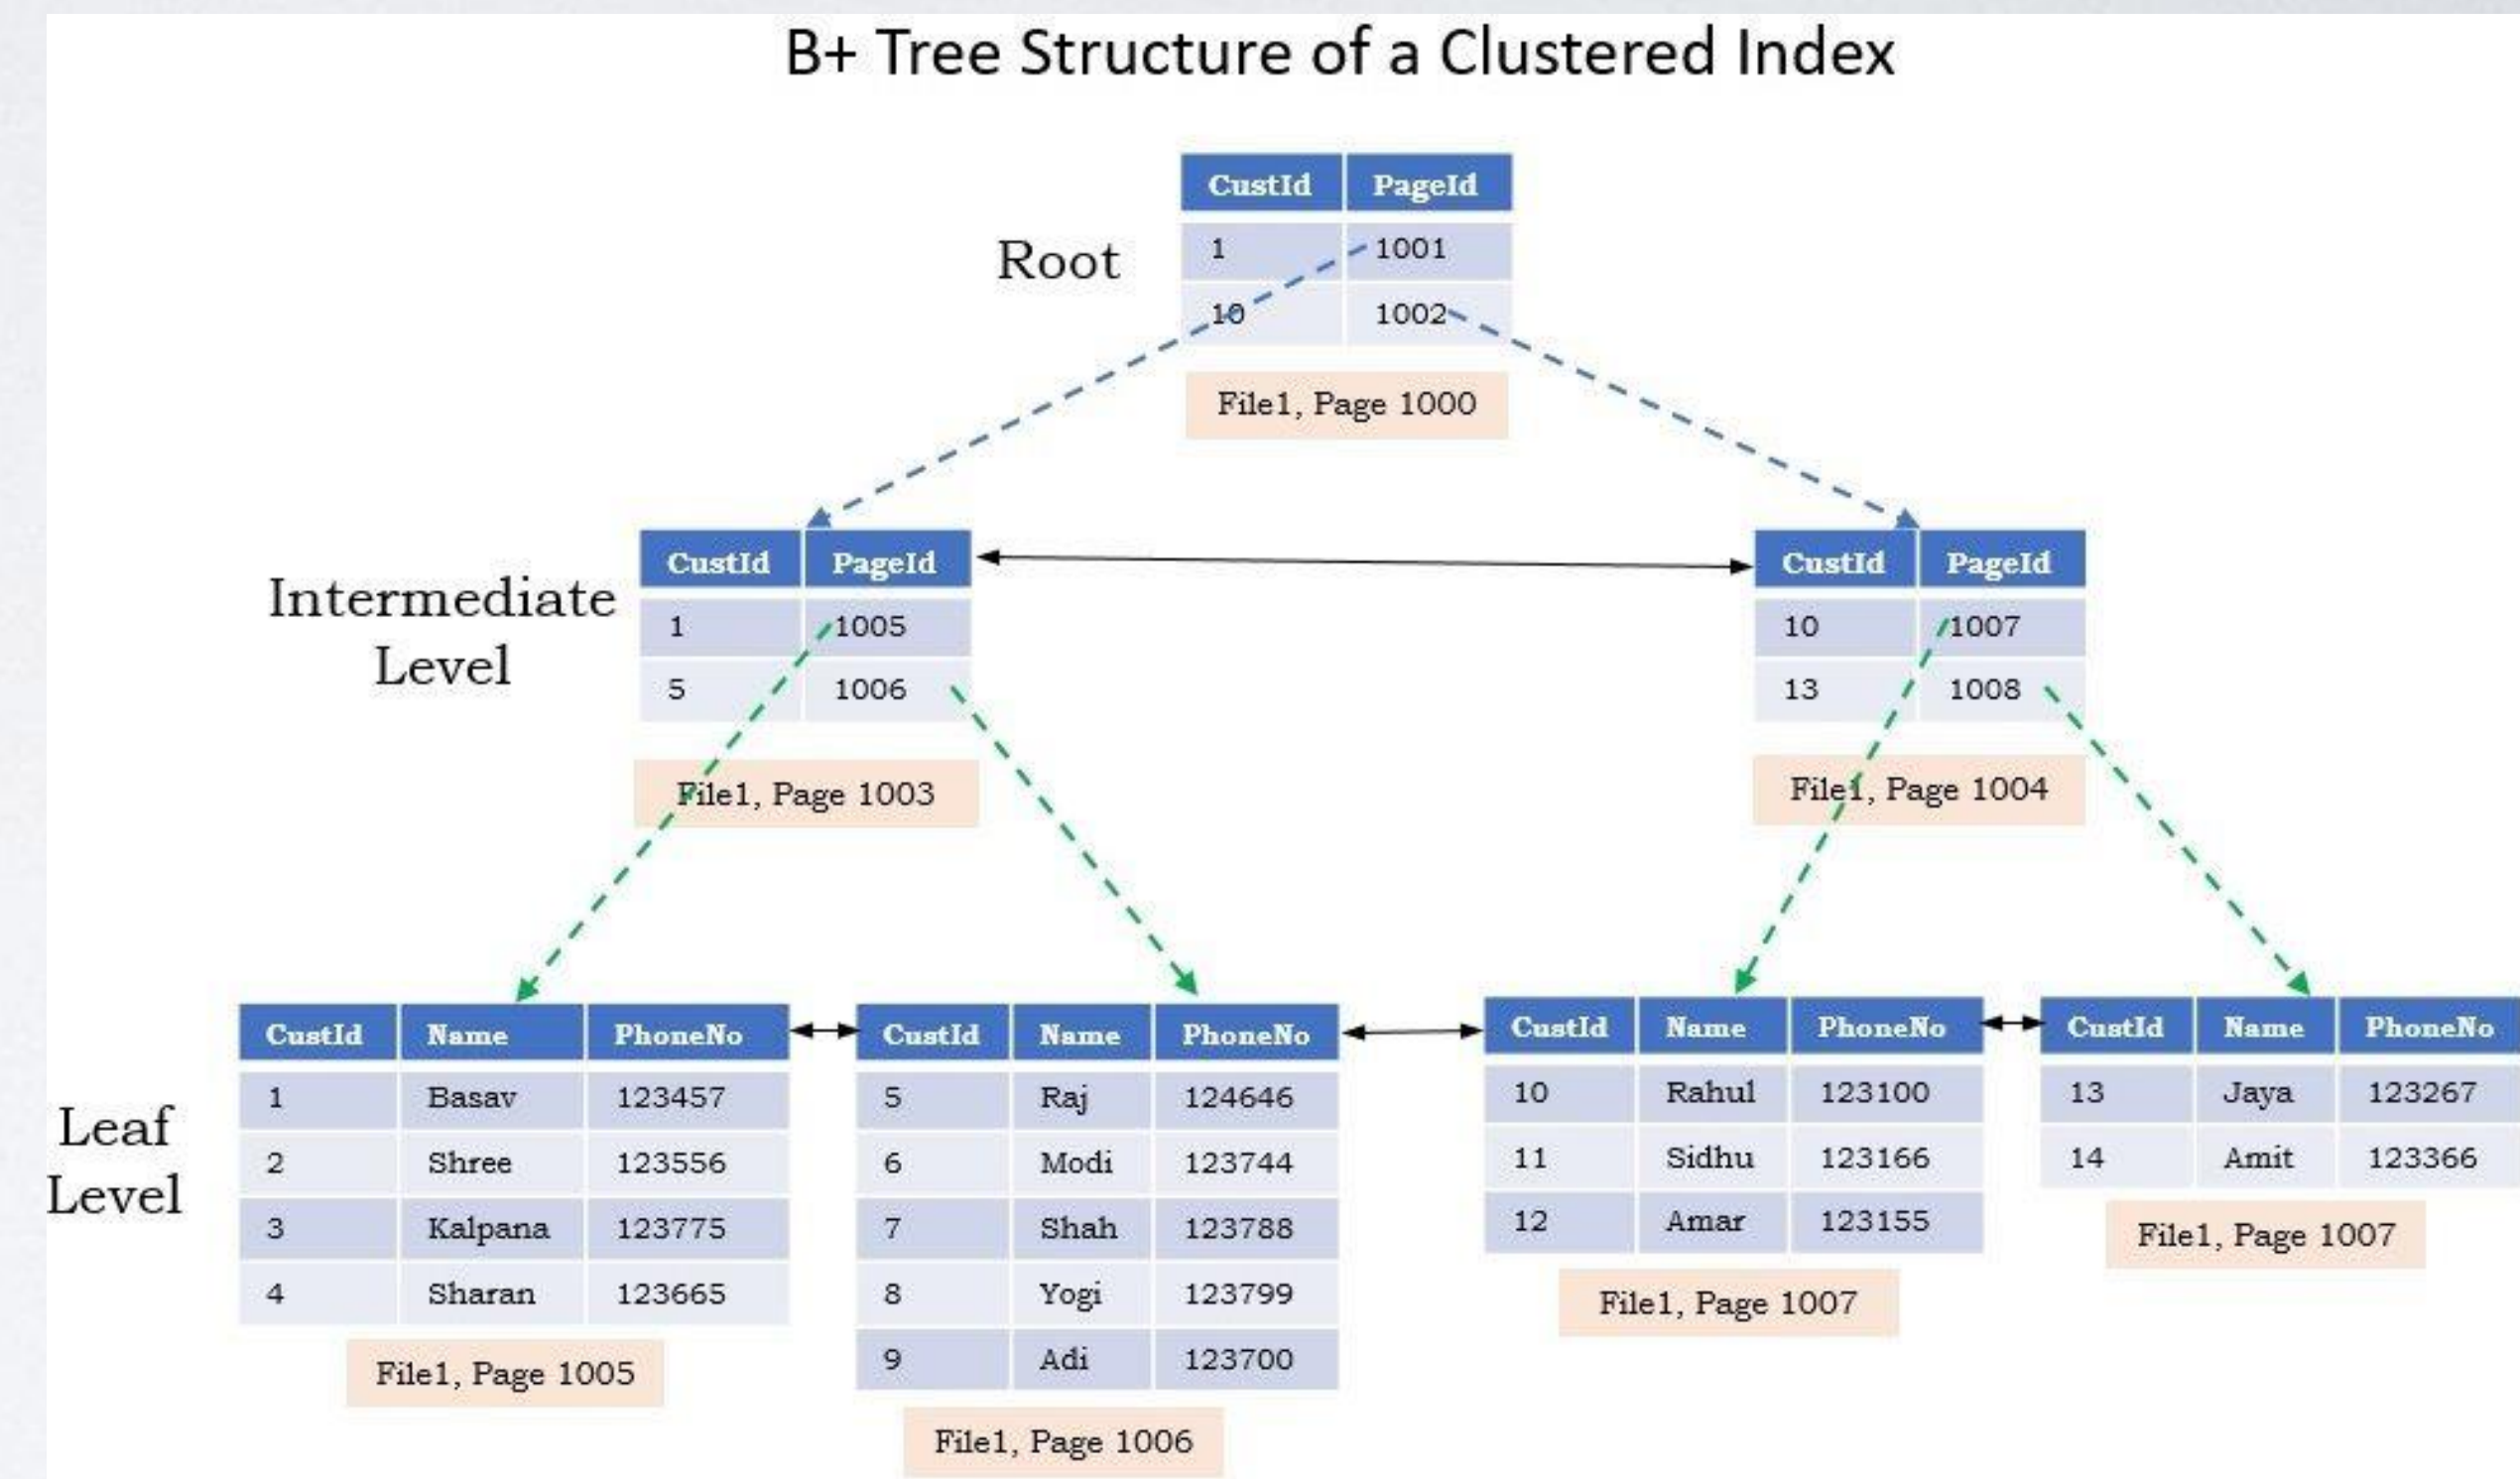 B+ Tree Structure of a Clustered Index
CustId PageId
Root
1 1001
10 1002
File1, Page 1000
Intermediate
Level
CustId PageId
1 1005
5 1006
File1, Page 1003
CustId PageId
10 1007
13 1008
File1, Page 1004
Leaf
Level
CustId Name PhoneNo
1 Basav 123457
2 Shree 123556
3 Kalpana 123775
4 Sharan 123665
File1, Page 1005
CustId Name PhoneNo
5 Raj 124646
6 Modi 123744
7 Shah 123788
8 Yogi 123799
9 Adi 123700
File1, Page 1006
CustId Name PhoneNo
10 Rahul 123100
11 Sidhu 123166
12 Amar 123155
File1, Page 1007
CustId Name PhoneNo
13 Jaya 123267
14 Amit 123366
File1, Page 1007